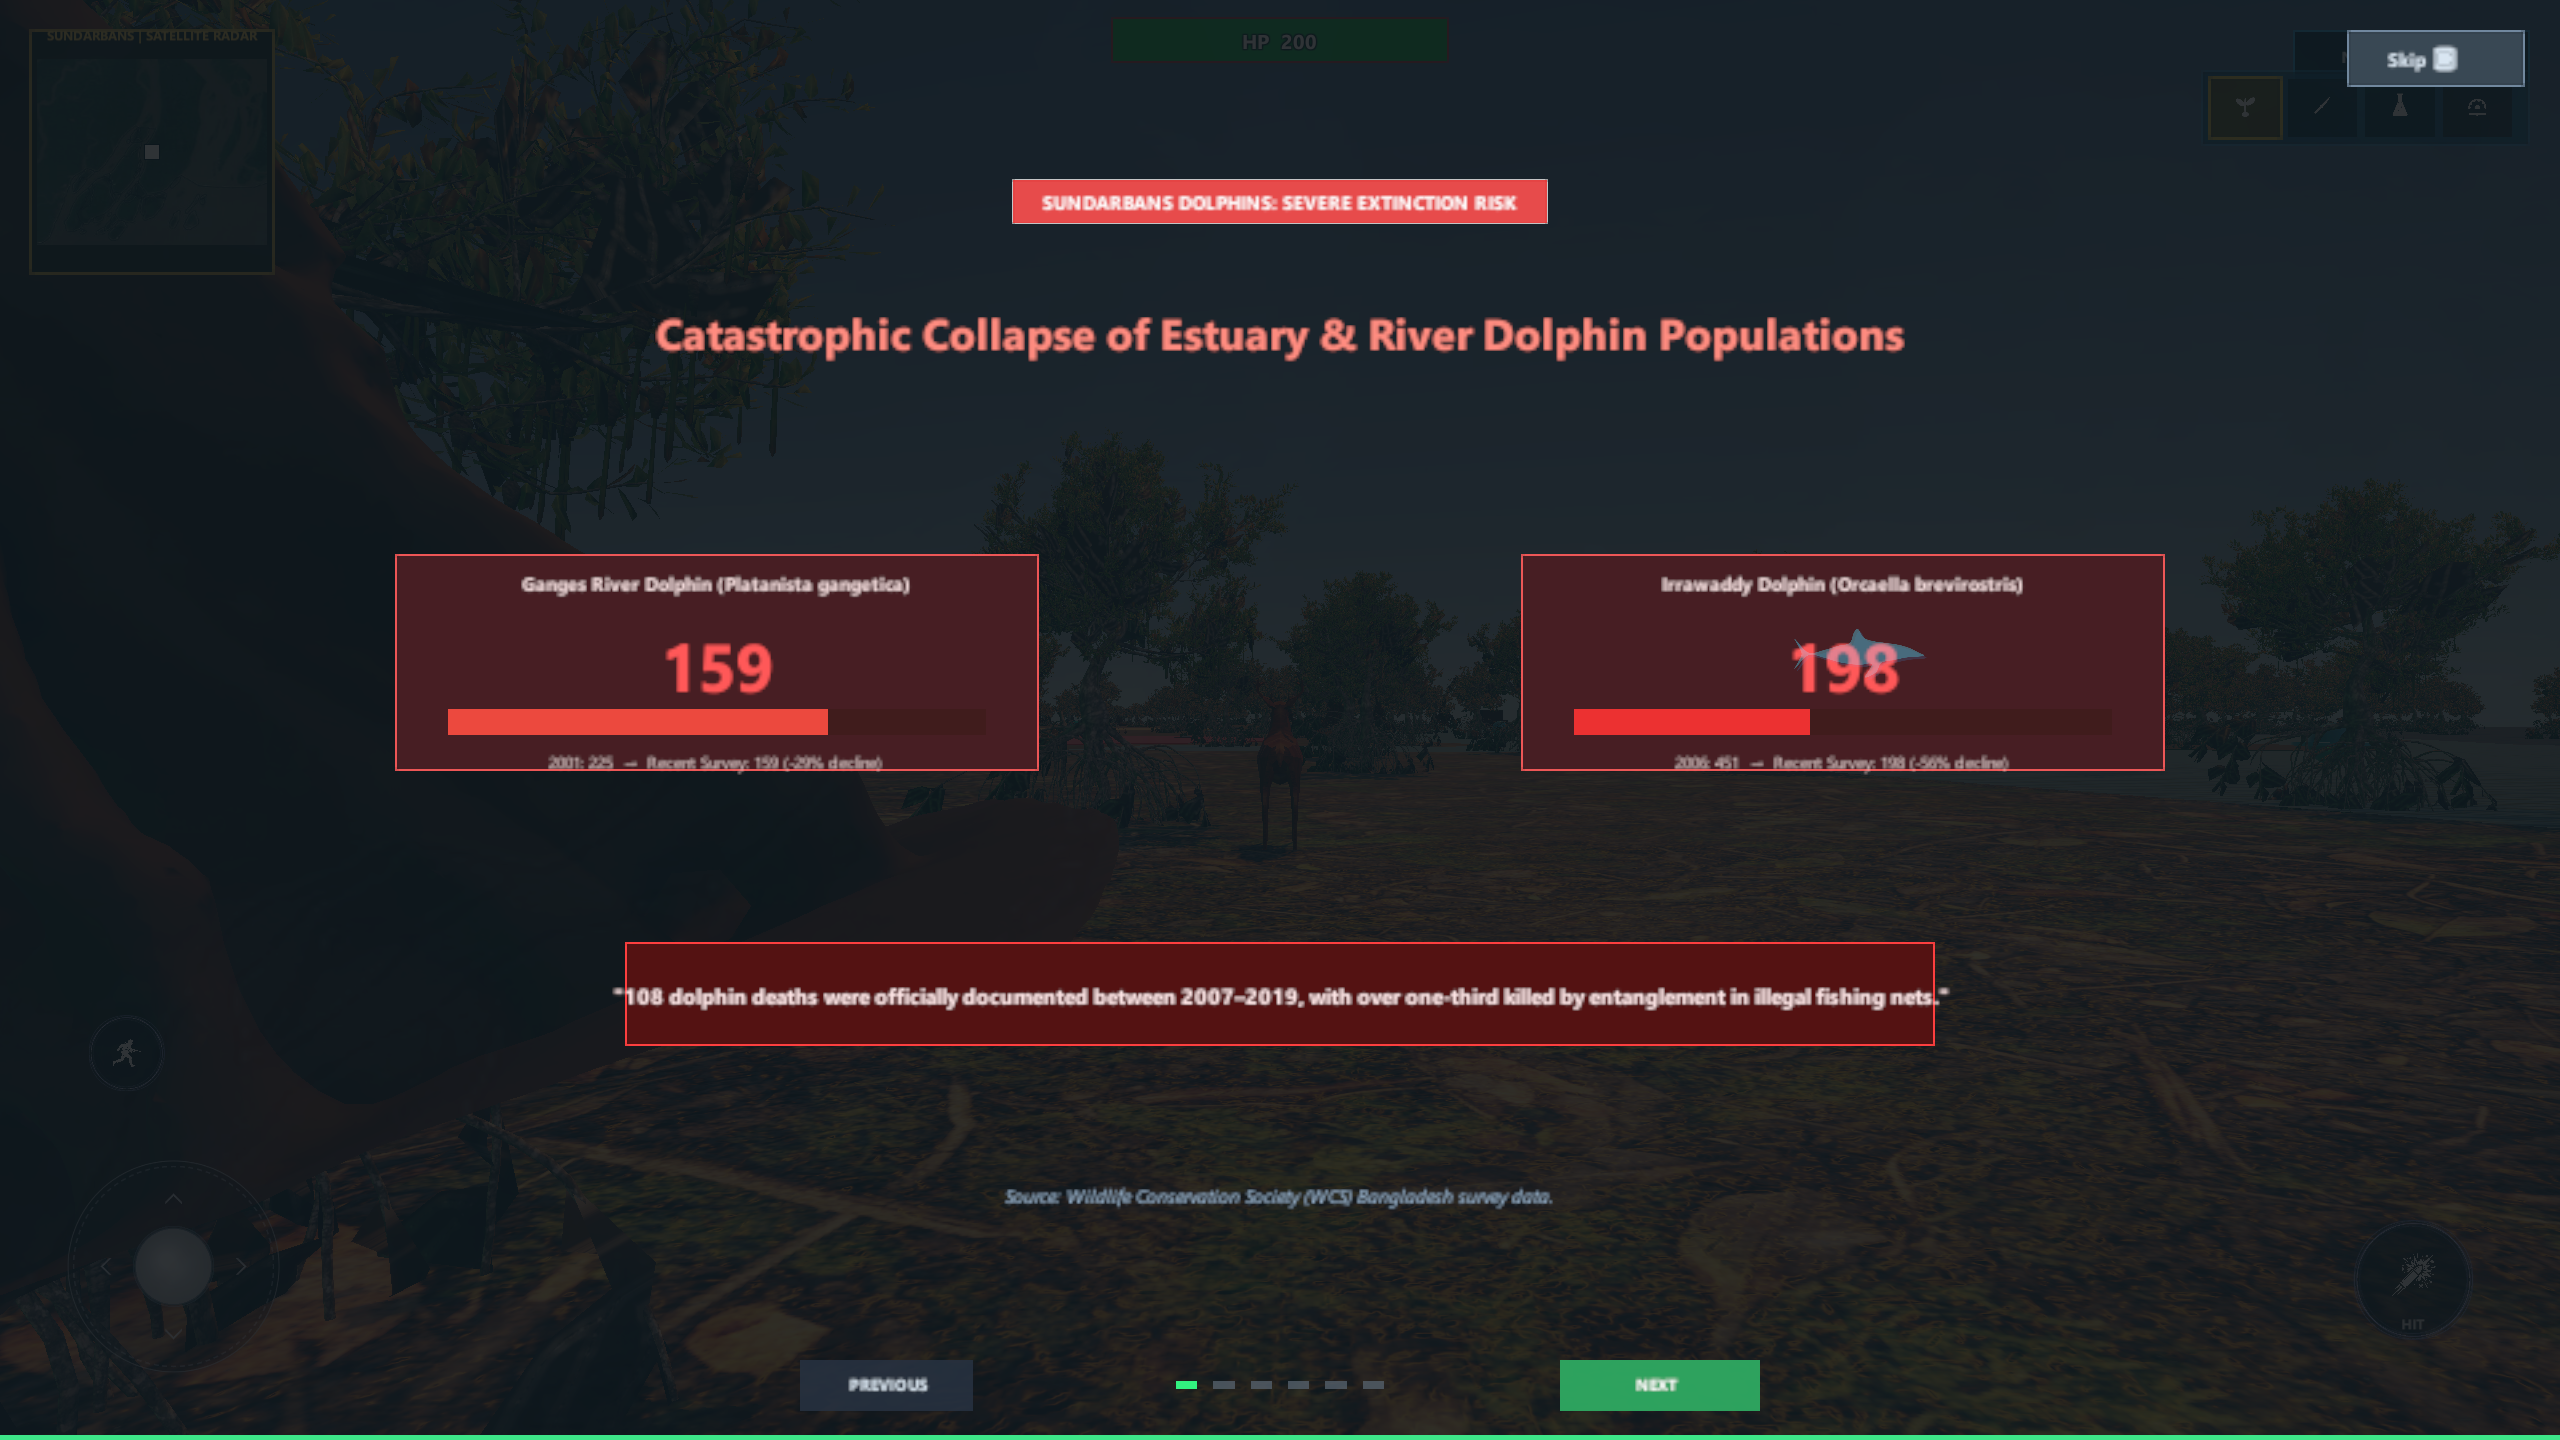 SUNDARBANS | SATELLITE RADAR
HP 200
Skip
SUNDARBANS DOLPHINS: SEVERE EXTINCTION RISK
Catastrophic Collapse of Estuary & River Dolphin Populations
Ganges River Dolphin (Platanista gangetica)
159
2001: 225 → Recent Survey: 159 (-29% decline)
Irrawaddy Dolphin (Orcaella brevirostris)
198
2006: 451 → Recent Survey: 198 (-56% decline)
"108 dolphin deaths were officially documented between 2007–2019, with over one-third killed by entanglement in illegal fishing nets."
Source: Wildlife Conservation Society (WCS) Bangladesh survey data.
HIT
PREVIOUS
NEXT